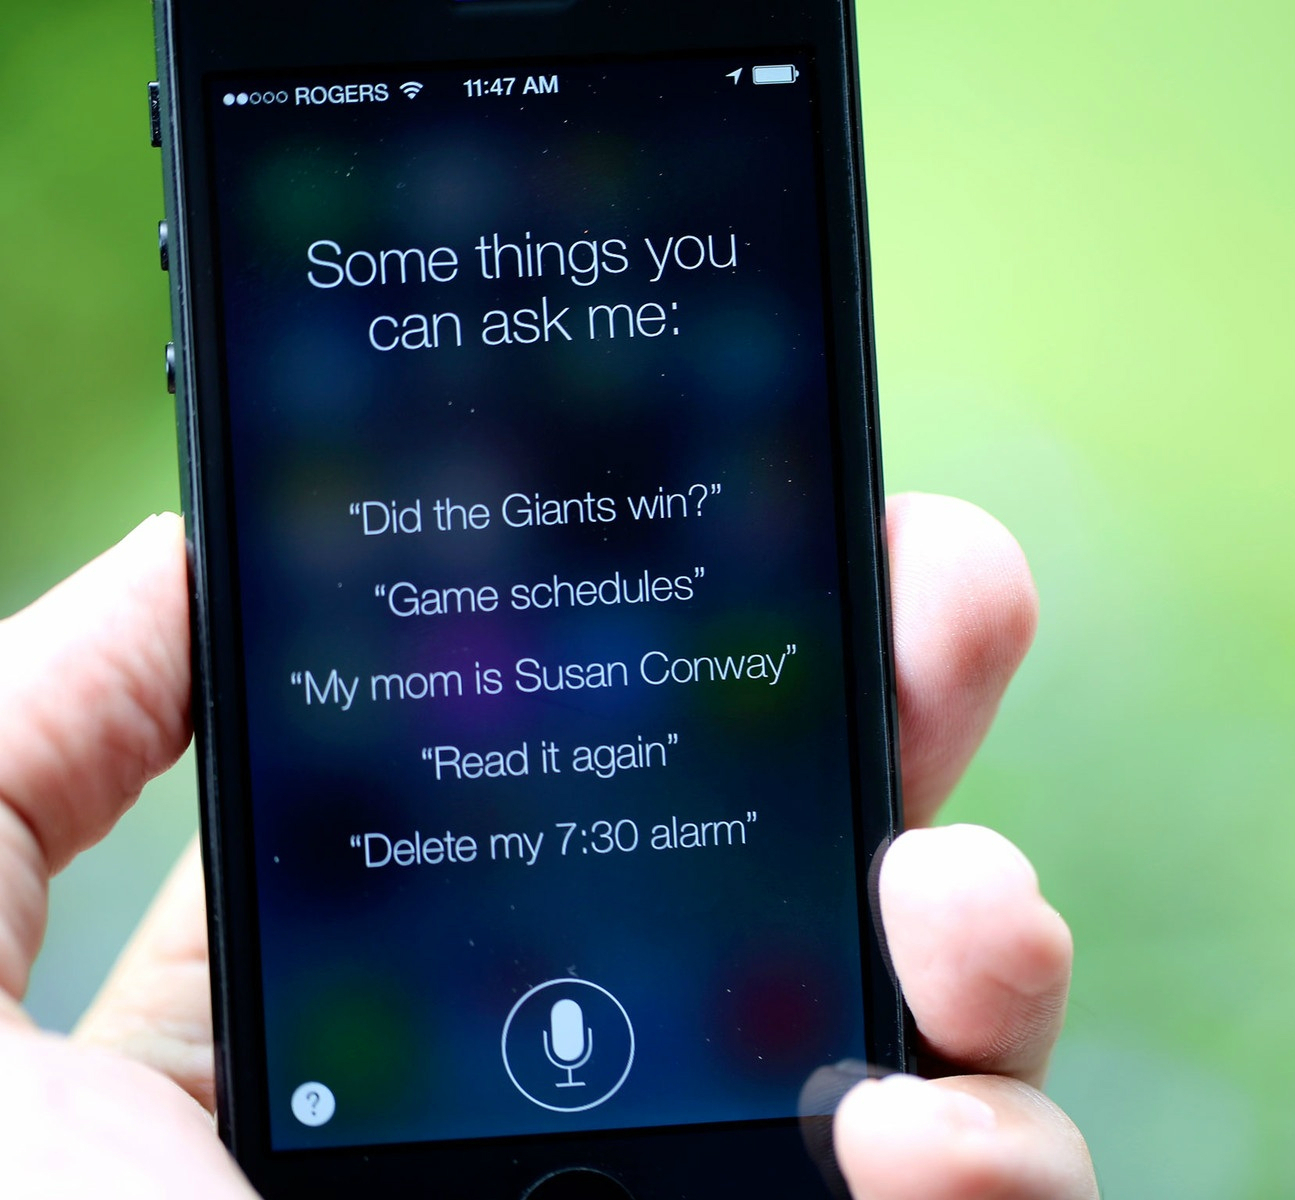 ROGERS 11:47 AM
Some things you
can ask me:
“Did the Giants win?”
“Game schedules”
“My mom is Susan Conway”
“Read it again”
“Delete my 7:30 alarm”
?